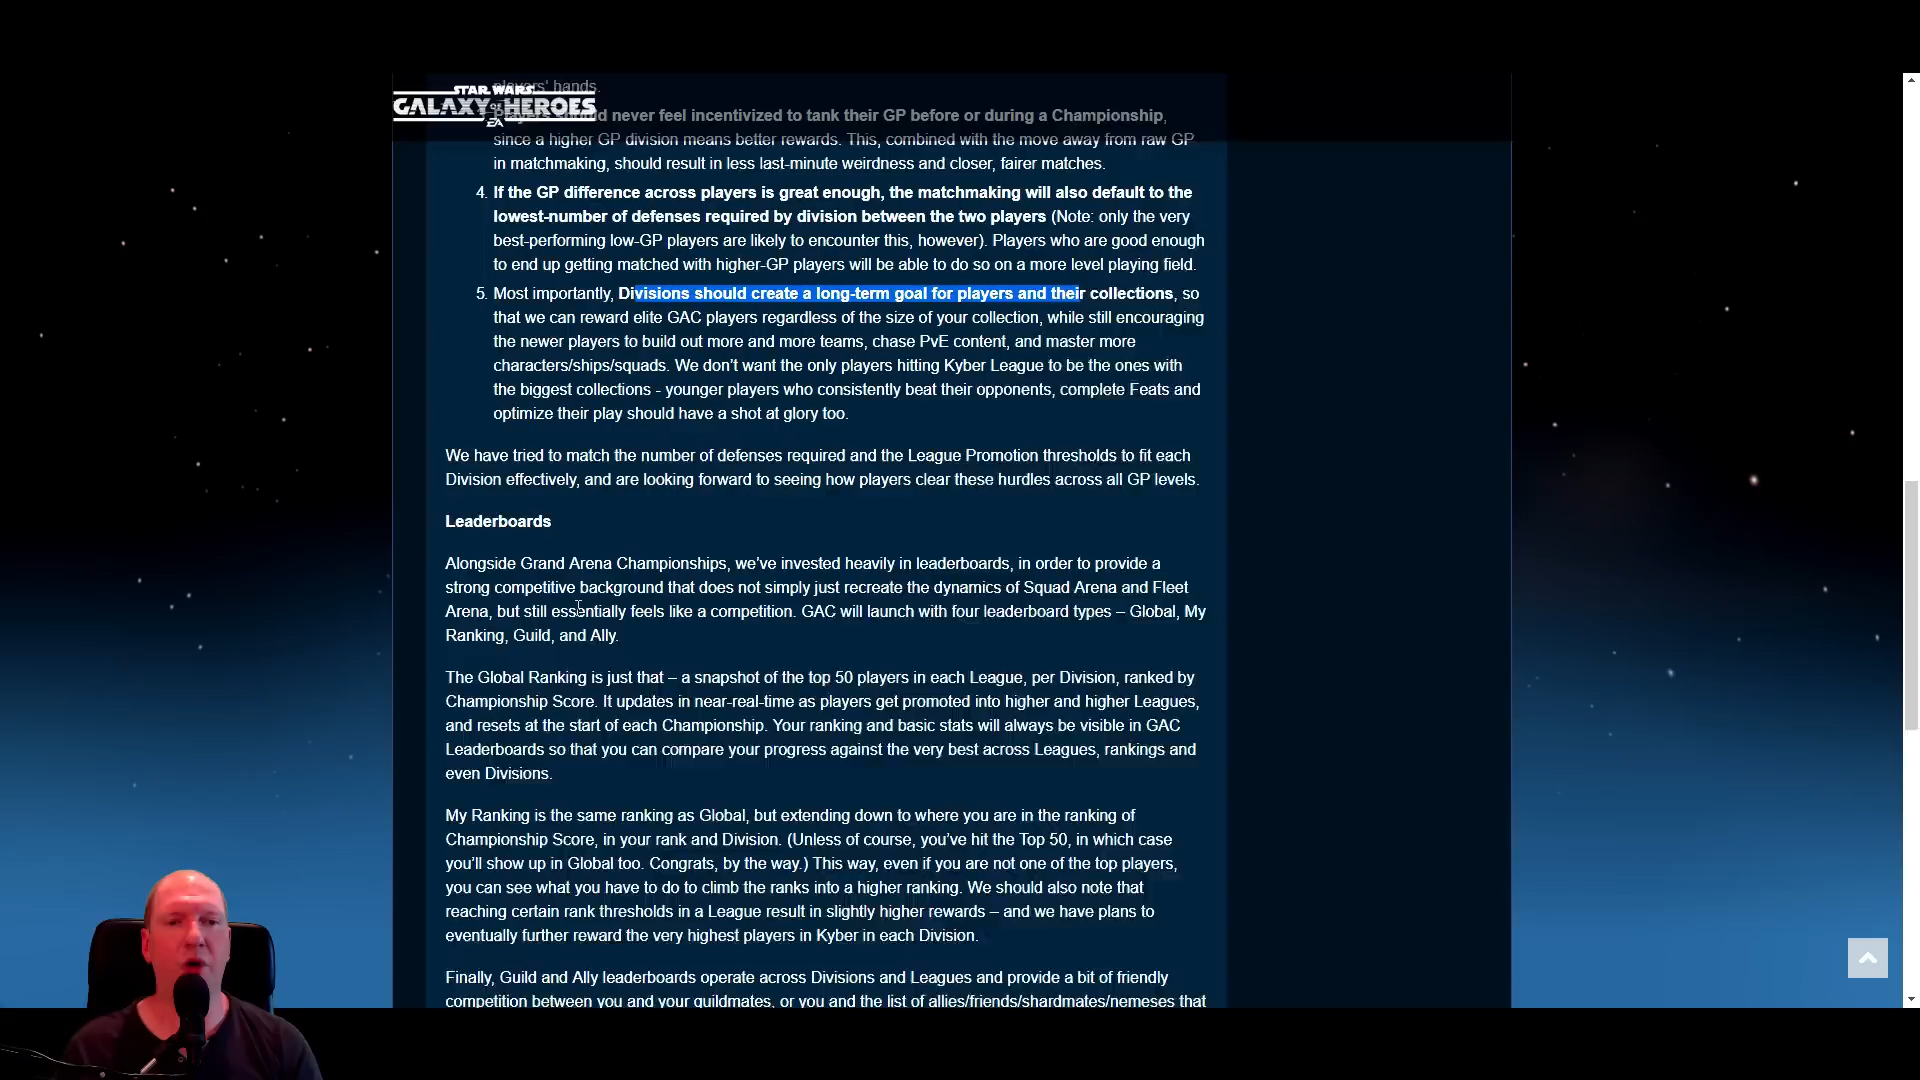 players' hands.
STAR WARS
GALAXY OF HEROES
EA
never feel incentivized to tank their GP before or during a Championship,
since a higher GP division means better rewards. This, combined with the move away from raw GP
in matchmaking, should result in less last-minute weirdness and closer, fairer matches.
4. If the GP difference across players is great enough, the matchmaking will also default to the
lowest-number of defenses required by division between the two players (Note: only the very
best-performing low-GP players are likely to encounter this, however). Players who are good enough
to end up getting matched with higher-GP players will be able to do so on a more level playing field.
5. Most importantly, Divisions should create a long-term goal for players and their collections, so
that we can reward elite GAC players regardless of the size of your collection, while still encouraging
the newer players to build out more and more teams, chase PvE content, and master more
characters/ships/squads. We don't want the only players hitting Kyber League to be the ones with
the biggest collections - younger players who consistently beat their opponents, complete Feats and
optimize their play should have a shot at glory too.
We have tried to match the number of defenses required and the League Promotion thresholds to fit each
Division effectively, and are looking forward to seeing how players clear these hurdles across all GP levels.
Leaderboards
Alongside Grand Arena Championships, we've invested heavily in leaderboards, in order to provide a
strong competitive background that does not simply just recreate the dynamics of Squad Arena and Fleet
Arena, but still essentially feels like a competition. GAC will launch with four leaderboard types – Global, My
Ranking, Guild, and Ally.
The Global Ranking is just that – a snapshot of the top 50 players in each League, per Division, ranked by
Championship Score. It updates in near-real-time as players get promoted into higher and higher Leagues,
and resets at the start of each Championship. Your ranking and basic stats will always be visible in GAC
Leaderboards so that you can compare your progress against the very best across Leagues, rankings and
even Divisions.
My Ranking is the same ranking as Global, but extending down to where you are in the ranking of
Championship Score, in your rank and Division. (Unless of course, you've hit the Top 50, in which case
you'll show up in Global too. Congrats, by the way.) This way, even if you are not one of the top players,
you can see what you have to do to climb the ranks into a higher ranking. We should also note that
reaching certain rank thresholds in a League result in slightly higher rewards – and we have plans to
eventually further reward the very highest players in Kyber in each Division.
Finally, Guild and Ally leaderboards operate across Divisions and Leagues and provide a bit of friendly
competition between you and your guildmates, or you and the list of allies/friends/shardmates/nemeses that